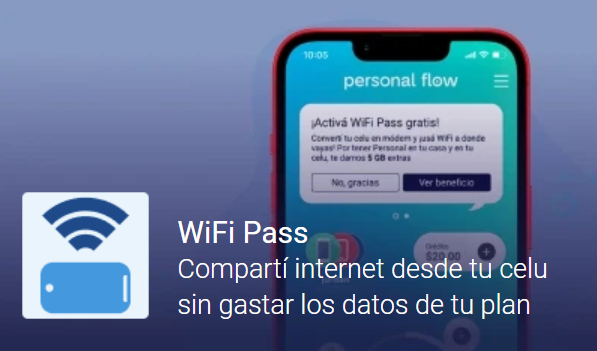 10:05
personal flow
¡Activá WiFi Pass gratis!
Convertí tu celu en módem y ¡usá WiFi a donde
vayas! Por tener Personal en tu casa y en tu
celu, te damos 5 GB extras
No, gracias
Ver beneficio
Crédito
$20,00
WiFi Pass
Compartí internet desde tu celu
sin gastar los datos de tu plan